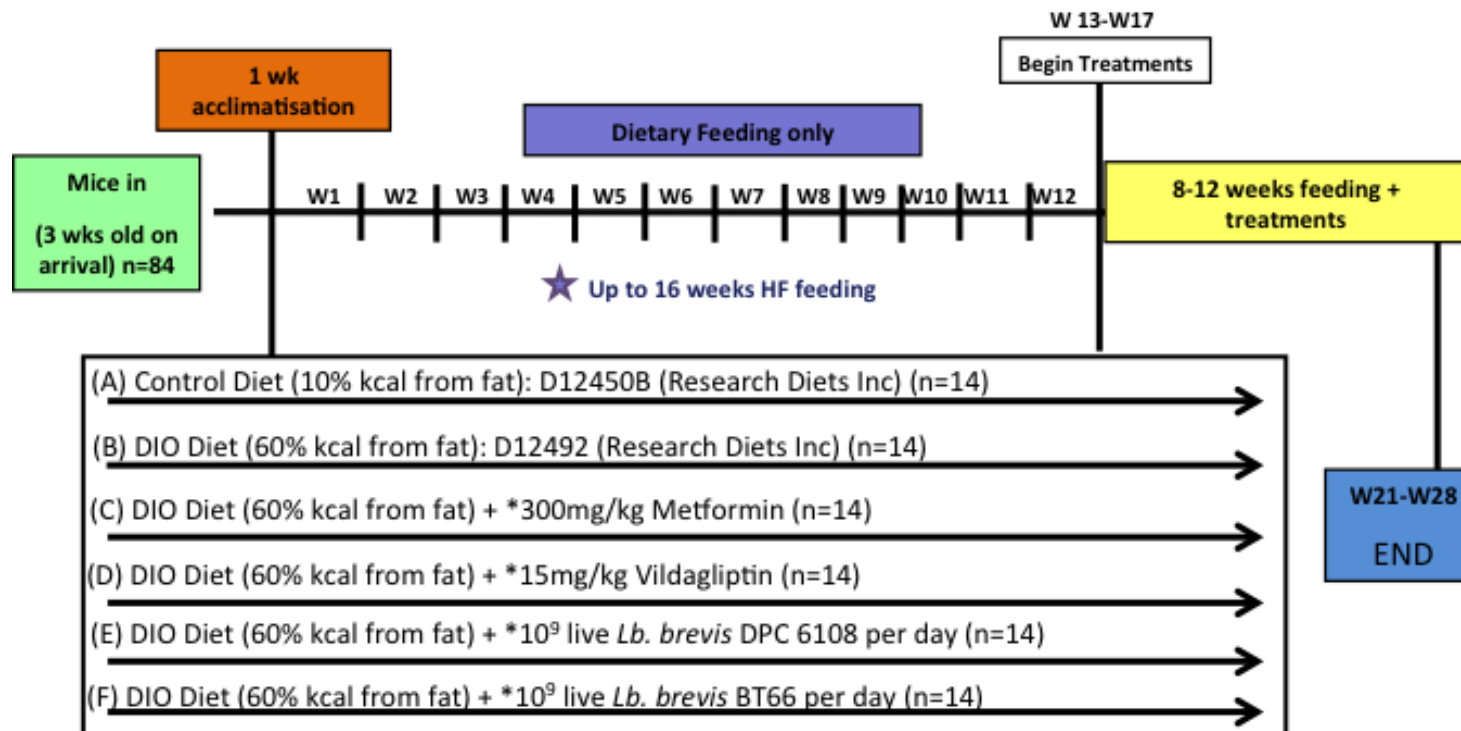 W 13-W17
Begin Treatments
1 wk
acclimatisation
Dietary Feeding only
Mice in
(3 wks old on
arrival) n=84
W1 W2 W3 W4 W5 W6 W7 W8 W9 W10 W11 W12
8-12 weeks feeding +
treatments
Up to 16 weeks HF feeding
(A) Control Diet (10% kcal from fat): D12450B (Research Diets Inc) (n=14)
(B) DIO Diet (60% kcal from fat): D12492 (Research Diets Inc) (n=14)
(C) DIO Diet (60% kcal from fat) + *300mg/kg Metformin (n=14)
(D) DIO Diet (60% kcal from fat) + *15mg/kg Vildagliptin (n=14)
(E) DIO Diet (60% kcal from fat) + *10⁹ live Lb. brevis DPC 6108 per day (n=14)
(F) DIO Diet (60% kcal from fat) + *10⁹ live Lb. brevis BT66 per day (n=14)
W21-W28
END